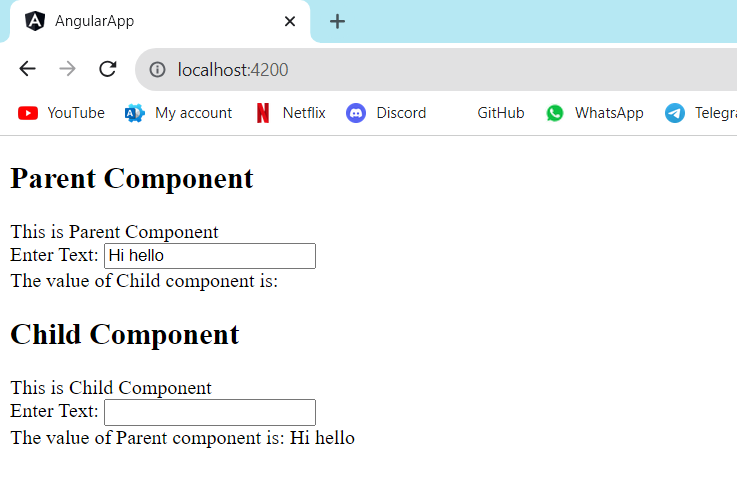 AngularApp
localhost:4200
YouTube My account Netflix Discord GitHub WhatsApp Telegra
Parent Component
This is Parent Component
Enter Text: Hi hello
The value of Child component is:
Child Component
This is Child Component
Enter Text:
The value of Parent component is: Hi hello